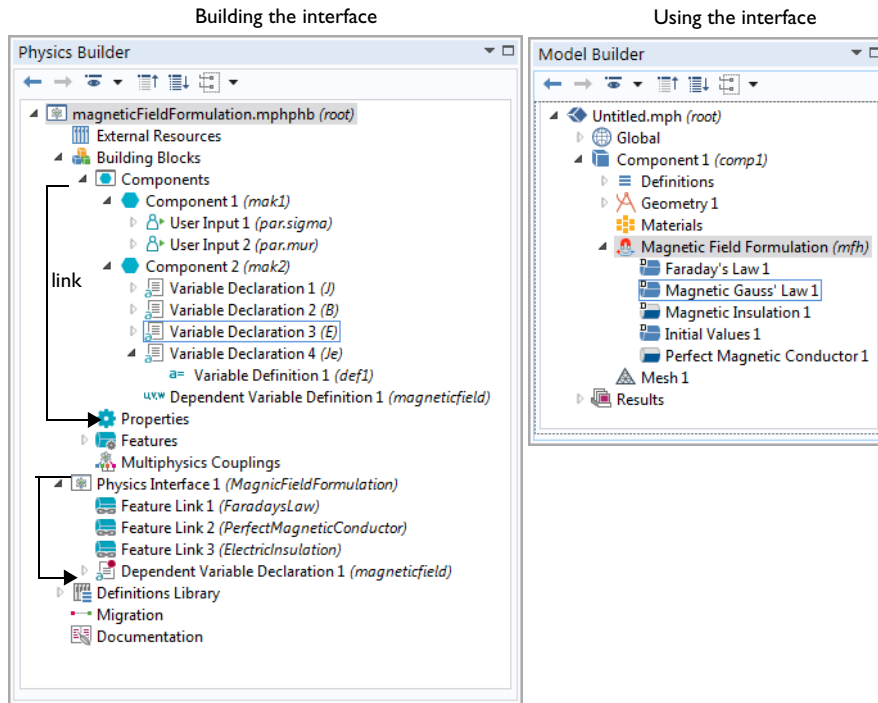 Building the interface
Physics Builder
magneticFieldFormulation.mphphb (root)
External Resources
Building Blocks
Components
Component 1 (mak1)
User Input 1 (par.sigma)
User Input 2 (par.mur)
Component 2 (mak2)
link
Variable Declaration 1 (J)
Variable Declaration 2 (B)
Variable Declaration 3 (E)
Variable Declaration 4 (Je)
a= Variable Definition 1 (def1)
u,v,w Dependent Variable Definition 1 (magneticfield)
Properties
Features
Multiphysics Couplings
Physics Interface 1 (MagnicFieldFormulation)
Feature Link 1 (FaradaysLaw)
Feature Link 2 (PerfectMagneticConductor)
Feature Link 3 (ElectricInsulation)
Dependent Variable Declaration 1 (magneticfield)
Definitions Library
Migration
Documentation
Using the interface
Model Builder
Untitled.mph (root)
Global
Component 1 (comp1)
Definitions
Geometry 1
Materials
Magnetic Field Formulation (mfh)
Faraday's Law 1
Magnetic Gauss' Law 1
Magnetic Insulation 1
Initial Values 1
Perfect Magnetic Conductor 1
Mesh 1
Results